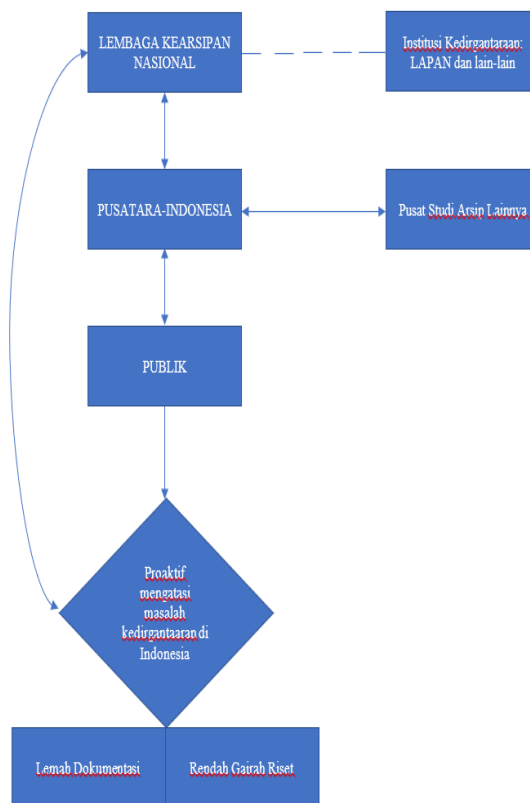 LEMBAGA KEARSIPAN
NASIONAL
Institusi Kedirgantaraan:
LAPAN dan lain-lain
PUSATARA-INDONESIA
Pusat Studi Arsip Lainnya
PUBLIK
Proaktif
mengatasi
masalah
kedirgantaaran di
Indonesia
Lemah Dokumentasi
Rendah Gairah Riset